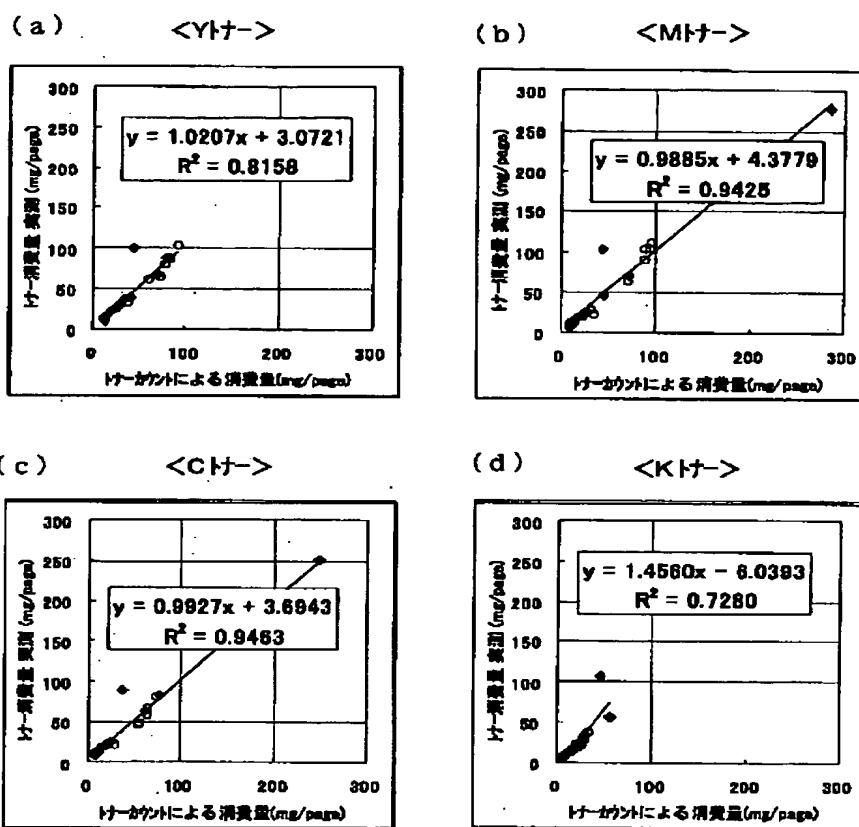 (a) <Yトナー>
(b) <Mトナー>
トナー消費量 実測 (mg/page)
300
250
200
150
100
50
0
y = 1.0207x + 3.0721
R² = 0.8158
0 100 200 300
トナーカウントによる消費量(mg/page)
トナー消費量 実測 (mg/page)
300
250
200
150
100
50
0
y = 0.9885x + 4.3779
R² = 0.9425
0 100 200 300
トナーカウントによる消費量(mg/page)
(c) <Cトナー>
(d) <Kトナー>
トナー消費量 実測 (mg/page)
300
250
200
150
100
50
0
y = 0.9927x + 3.6943
R² = 0.9463
0 100 200 300
トナーカウントによる消費量(mg/page)
トナー消費量 実測 (mg/page)
300
250
200
150
100
50
0
y = 1.4560x − 6.0393
R² = 0.7280
0 100 200 300
トナーカウントによる消費量(mg/page)